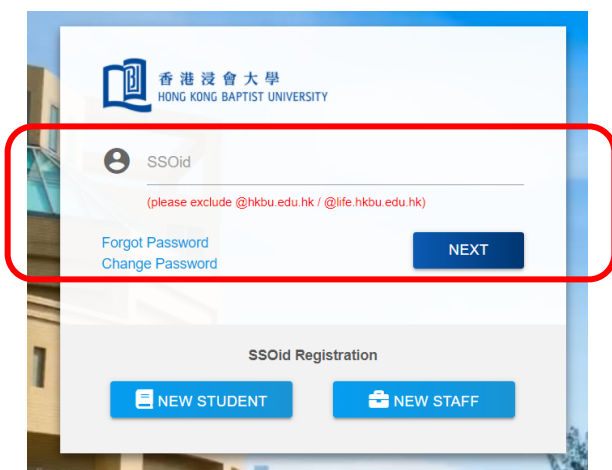 香港浸會大學
HONG KONG BAPTIST UNIVERSITY
SSOid
(please exclude @hkbu.edu.hk / @life.hkbu.edu.hk)
Forgot Password
NEXT
Change Password
SSOid Registration
NEW STUDENT
NEW STAFF